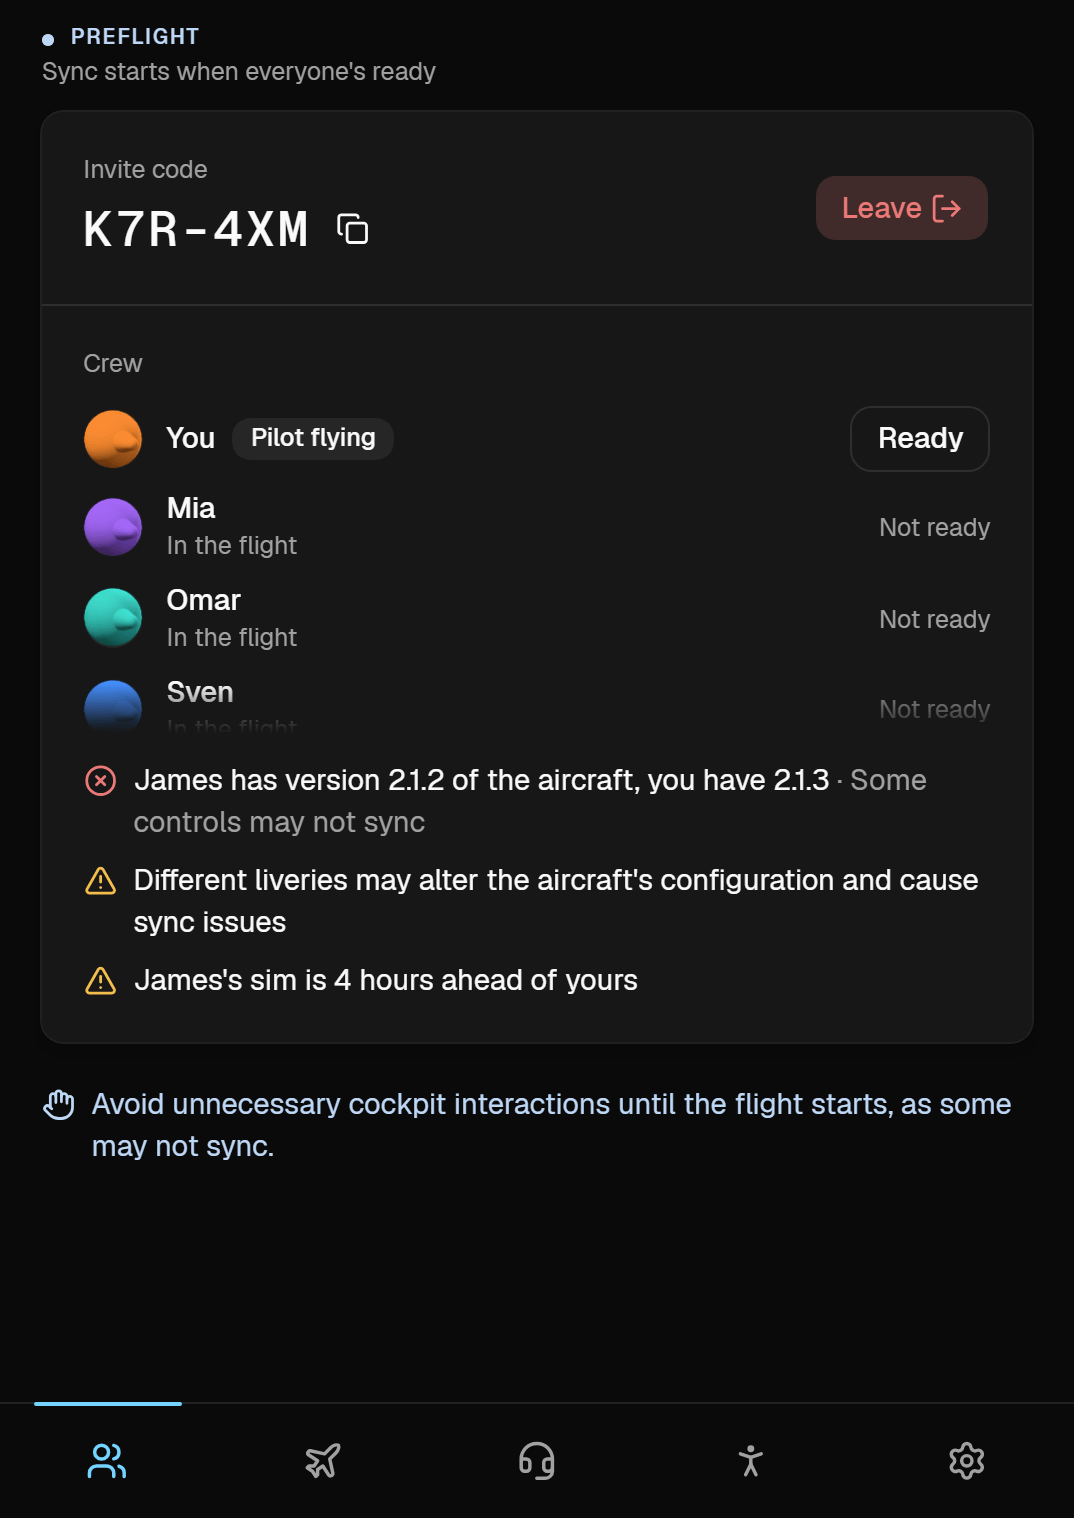 PREFLIGHT
Sync starts when everyone's ready
Invite code
K7R-4XM
Leave
Crew
You Pilot flying Ready
Mia
In the flight
Not ready
Omar
In the flight
Not ready
Sven
In the flight
Not ready
James has version 2.1.2 of the aircraft, you have 2.1.3 · Some
controls may not sync
Different liveries may alter the aircraft's configuration and cause
sync issues
James's sim is 4 hours ahead of yours
Avoid unnecessary cockpit interactions until the flight starts, as some
may not sync.